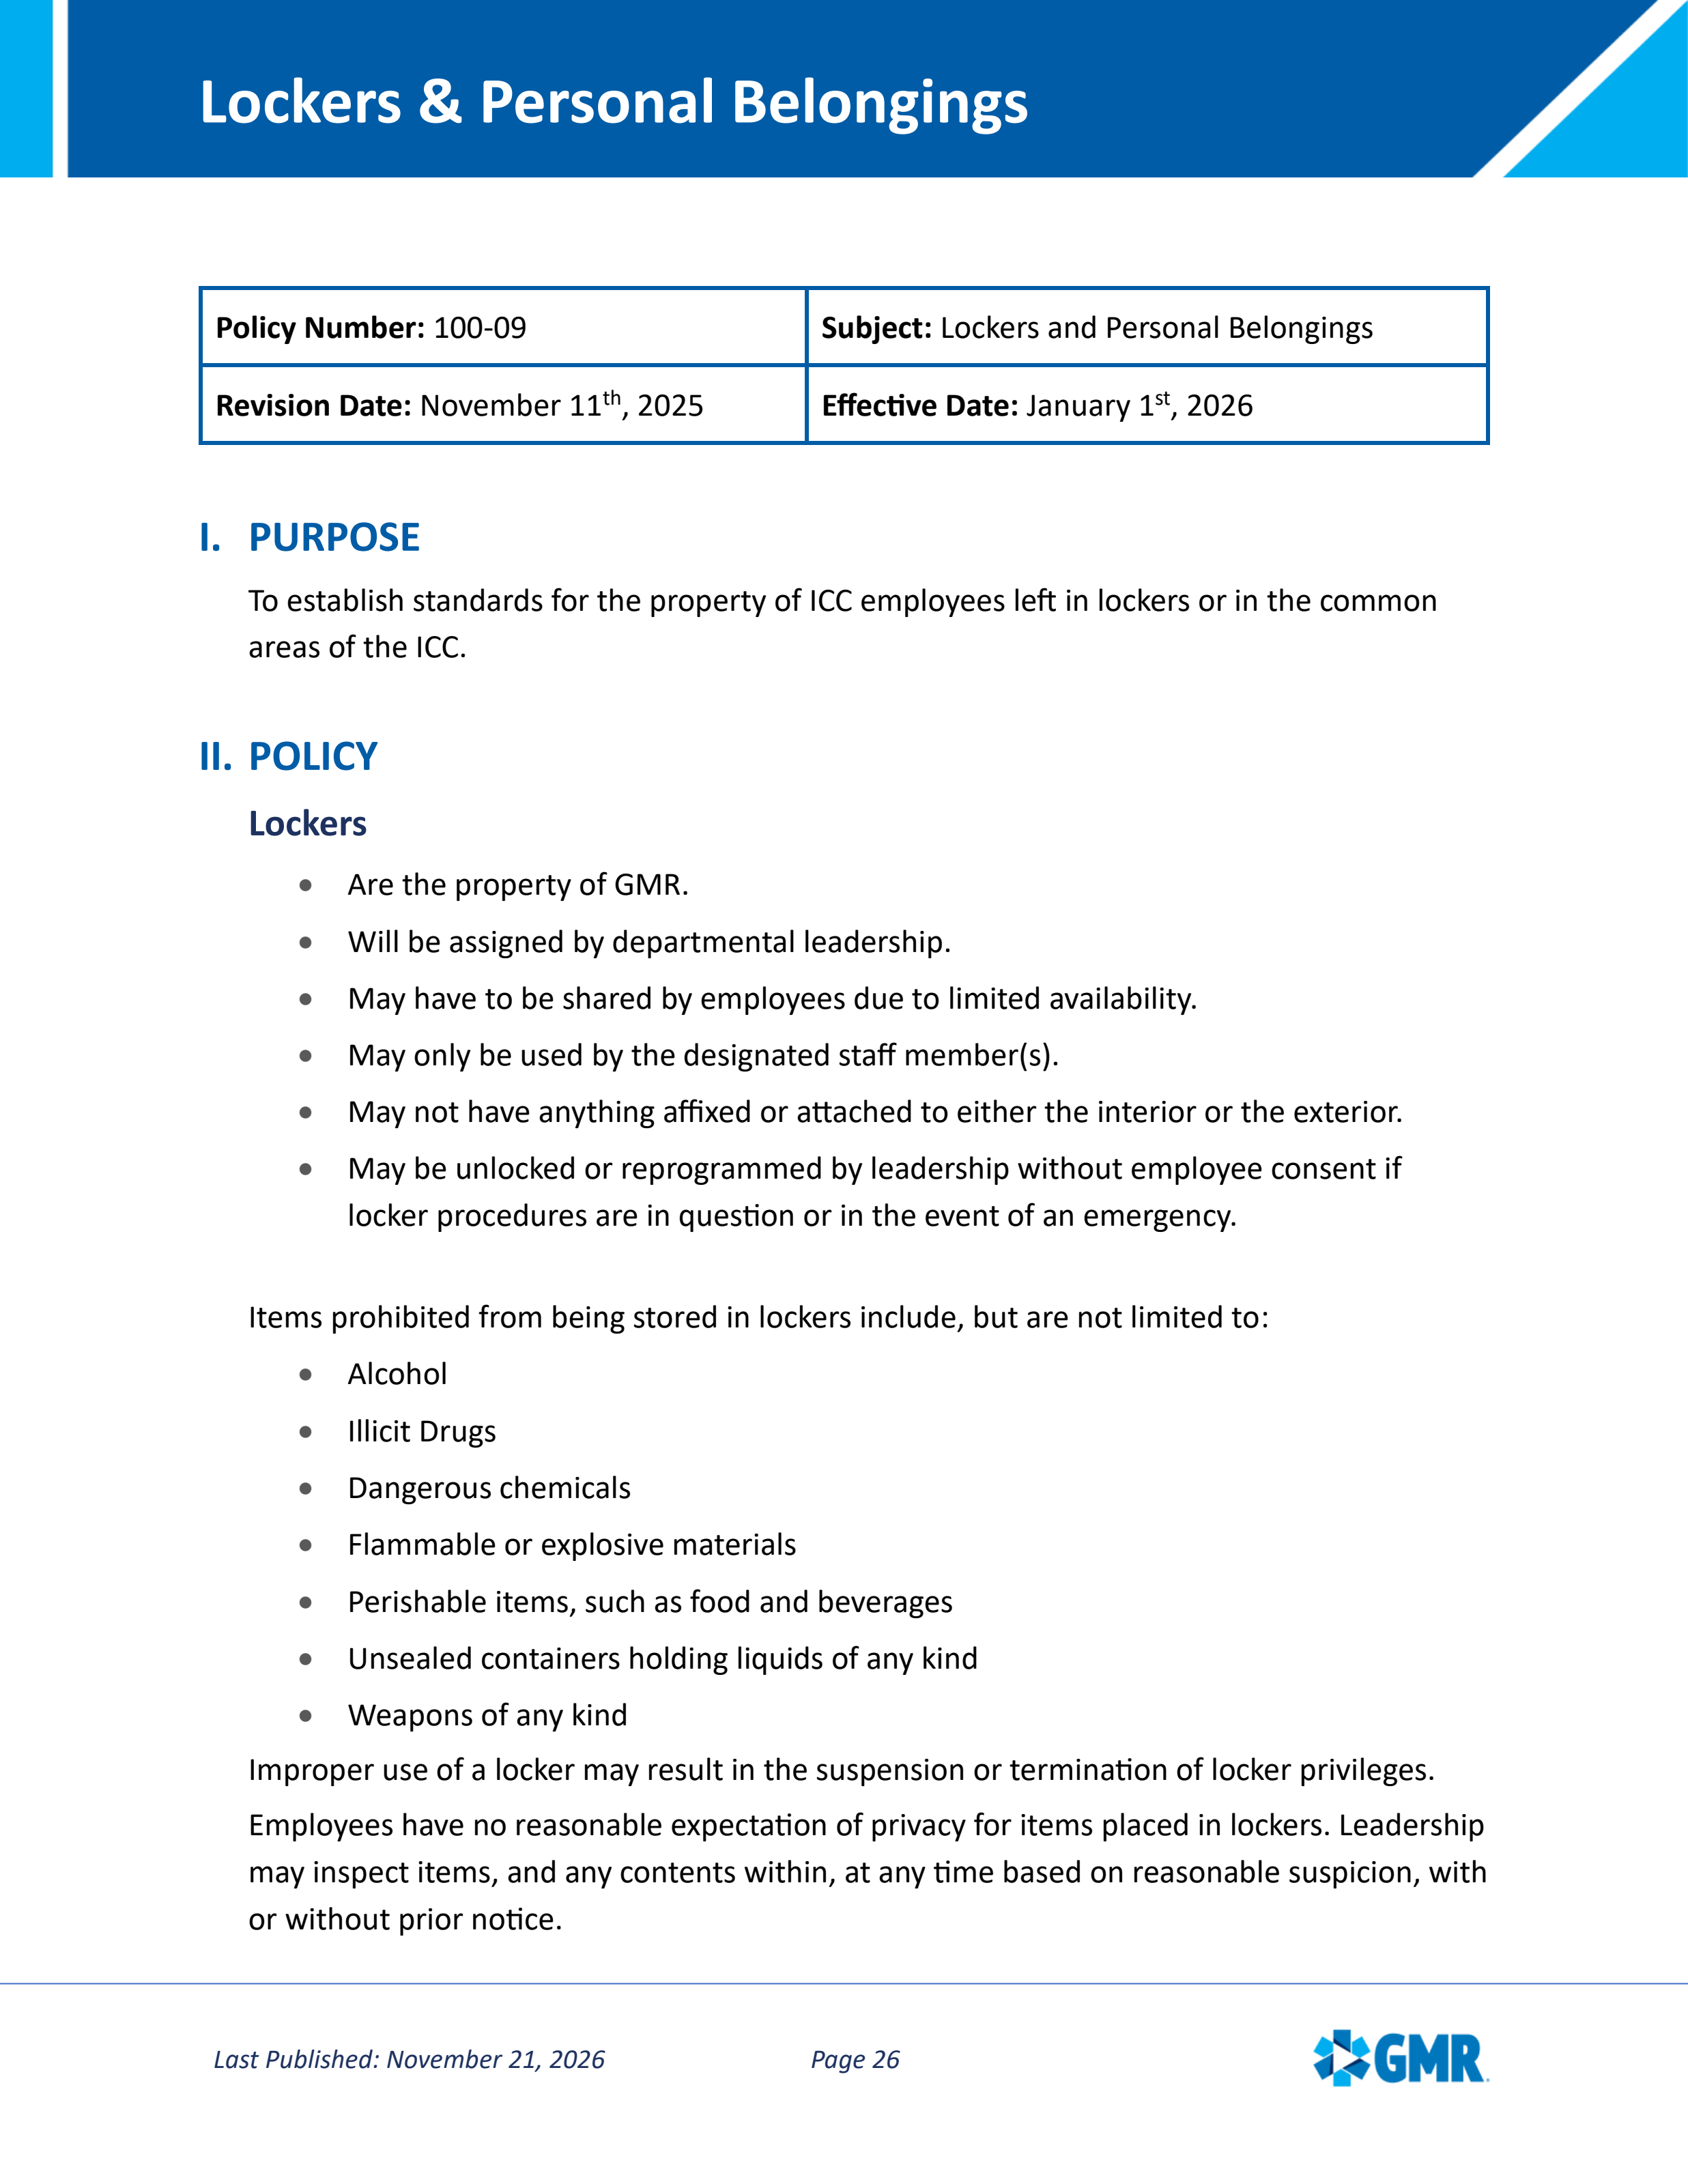 Lockers & Personal Belongings
Policy Number: 100-09
Subject: Lockers and Personal Belongings
Revision Date: November 11th, 2025
Effective Date: January 1st, 2026
I. PURPOSE
To establish standards for the property of ICC employees left in lockers or in the common
areas of the ICC.
II. POLICY
Lockers
• Are the property of GMR.
• Will be assigned by departmental leadership.
• May have to be shared by employees due to limited availability.
• May only be used by the designated staff member(s).
• May not have anything affixed or attached to either the interior or the exterior.
• May be unlocked or reprogrammed by leadership without employee consent if
locker procedures are in question or in the event of an emergency.
Items prohibited from being stored in lockers include, but are not limited to:
• Alcohol
• Illicit Drugs
• Dangerous chemicals
• Flammable or explosive materials
• Perishable items, such as food and beverages
• Unsealed containers holding liquids of any kind
• Weapons of any kind
Improper use of a locker may result in the suspension or termination of locker privileges.
Employees have no reasonable expectation of privacy for items placed in lockers. Leadership
may inspect items, and any contents within, at any time based on reasonable suspicion, with
or without prior notice.
Last Published: November 21, 2026
Page 26
GMR